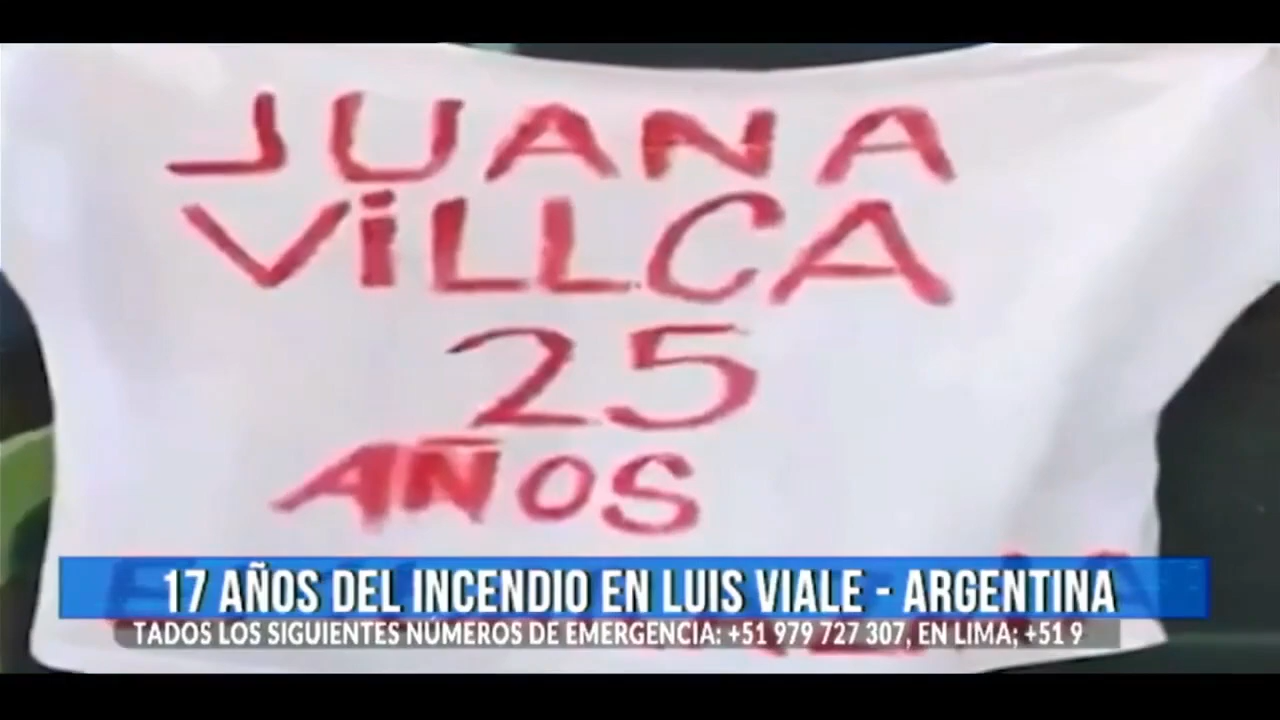 JUANA
ViLLCA
25
AÑOS
17 AÑOS DEL INCENDIO EN LUIS VIALE - ARGENTINA
TADOS LOS SIGUIENTES NÚMEROS DE EMERGENCIA: +51 979 727 307, EN LIMA; +51 9